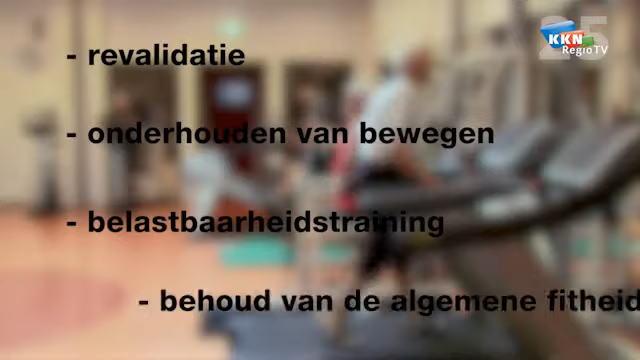 25
KKN
RegioTV
- revalidatie
- onderhouden van bewegen
- belastbaarheidstraining
- behoud van de algemene fitheid